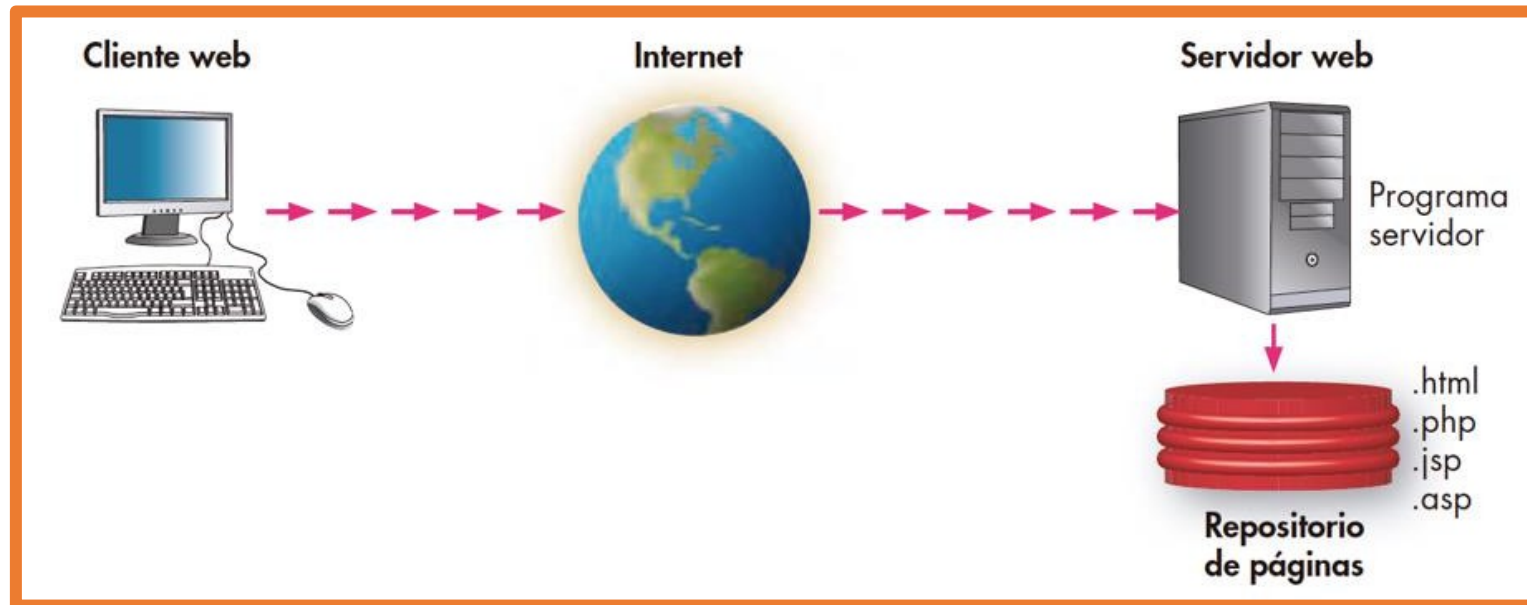 Cliente web
Internet
Servidor web
Programa
servidor
.html
.php
.jsp
.asp
Repositorio
de páginas